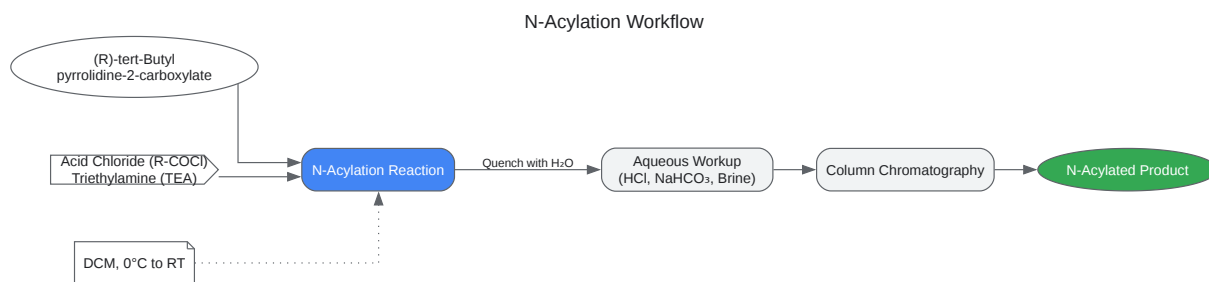 N-Acylation Workflow
(R)-tert-Butyl
pyrrolidine-2-carboxylate
Acid Chloride (R-COCl)
Triethylamine (TEA)
N-Acylation Reaction
Quench with H₂O
Aqueous Workup
(HCl, NaHCO₃, Brine)
Column Chromatography
N-Acylated Product
DCM, 0°C to RT